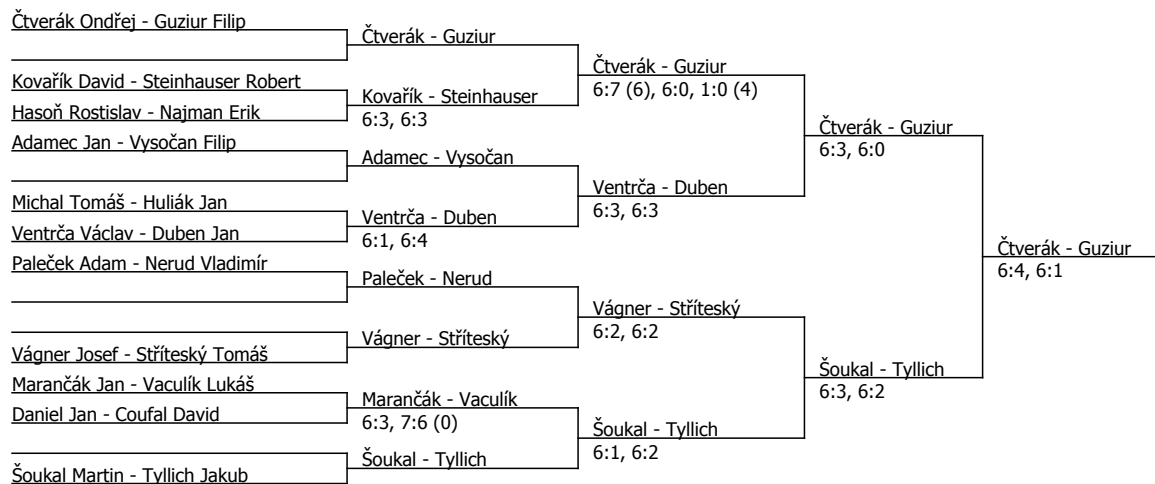 Čtverák Ondřej - Guziur Filip
Kovařík David - Steinhauser Robert
Hasoň Rostislav - Najman Erik
Adamec Jan - Vysočan Filip
Michal Tomáš - Huliák Jan
Ventrča Václav - Duben Jan
Paleček Adam - Nerud Vladimír
Vágner Josef - Stříteský Tomáš
Marančák Jan - Vaculík Lukáš
Daniel Jan - Coufal David
Šoukal Martin - Tyllich Jakub
Čtverák - Guziur
Kovařík - Steinhauser
6:3, 6:3
Adamec - Vysočan
Ventrča - Duben
6:1, 6:4
Paleček - Nerud
Vágner - Stříteský
Marančák - Vaculík
6:3, 7:6 (0)
Šoukal - Tyllich
Čtverák - Guziur
6:7 (6), 6:0, 1:0 (4)
Ventrča - Duben
6:3, 6:3
Vágner - Stříteský
6:2, 6:2
Šoukal - Tyllich
6:1, 6:2
Čtverák - Guziur
6:3, 6:0
Šoukal - Tyllich
6:3, 6:2
Čtverák - Guziur
6:4, 6:1